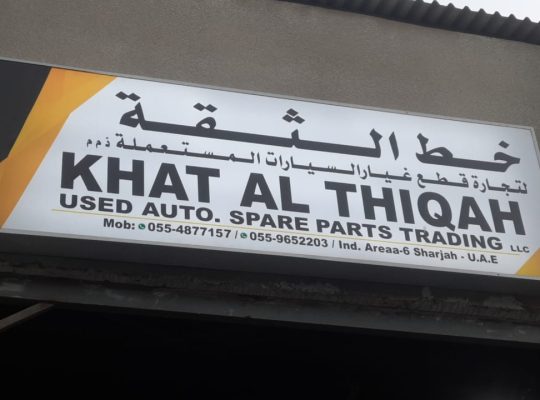 خط الثقة
لتجارة قطع غيار السيارات المستعملة ذ م م
KHAT AL THIQAH
USED AUTO. SPARE PARTS TRADING LLC
Mob: 055-4877157 / 055-9652203 / Ind. Areaa-6 Sharjah - U.A.E